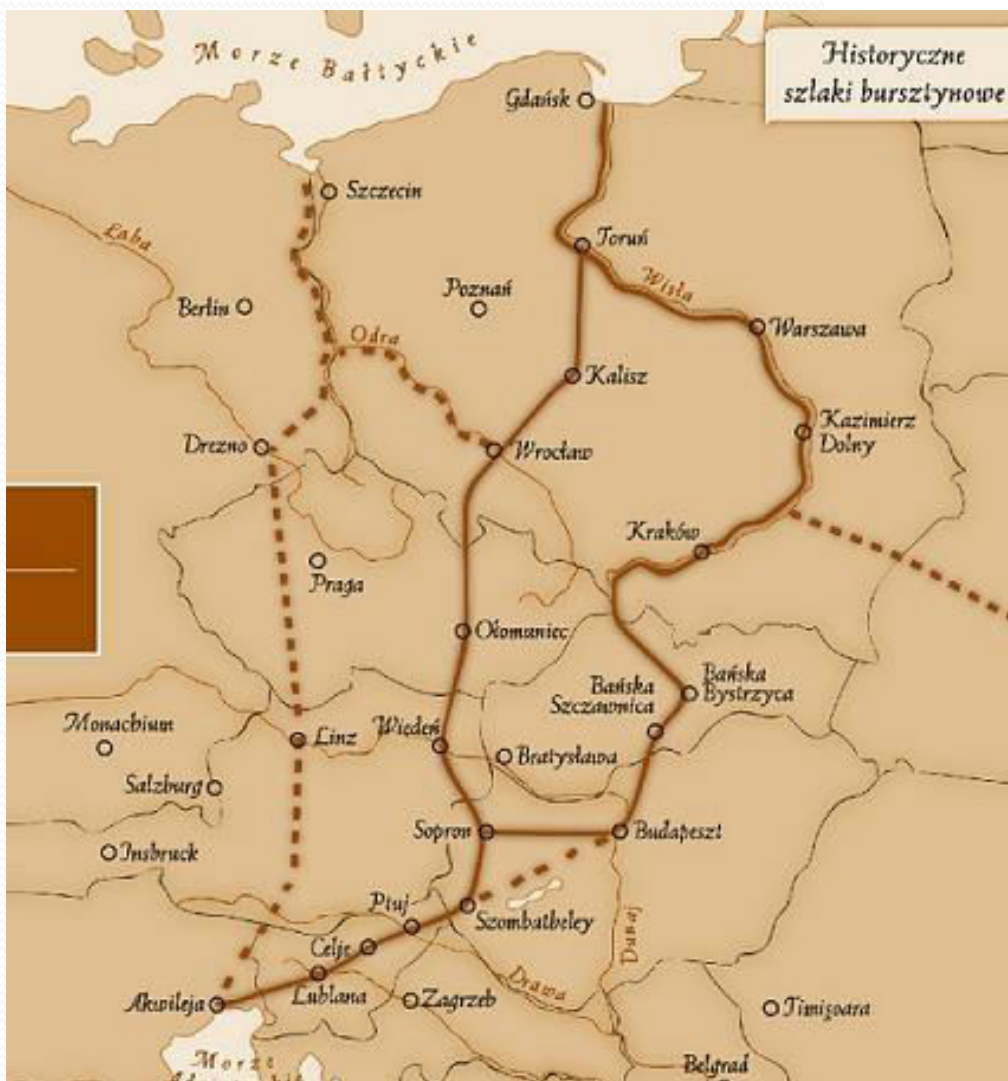 Morze Bałtyckie
Historyczne
szlaki bursztynowe
Gdańsk
Szczecin
Łaba
Toruń
Wisła
Berlin
Poznań
Odra
Warszawa
Kalisz
Kazimierz
Dolny
Drezno
Wrocław
Kraków
Praga
Ołomuniec
Bańska
Bystrzyca
Bańska
Szczawnica
Monachium
Linz
Wiedeń
Bratysława
Salzburg
Sopron
Budapeszt
Insbruck
Ptuj
Szombatheley
Celje
Dunaj
Drawa
Akwileja
Lublana
Zagrzeb
Timişoara
Morze
Belgrad